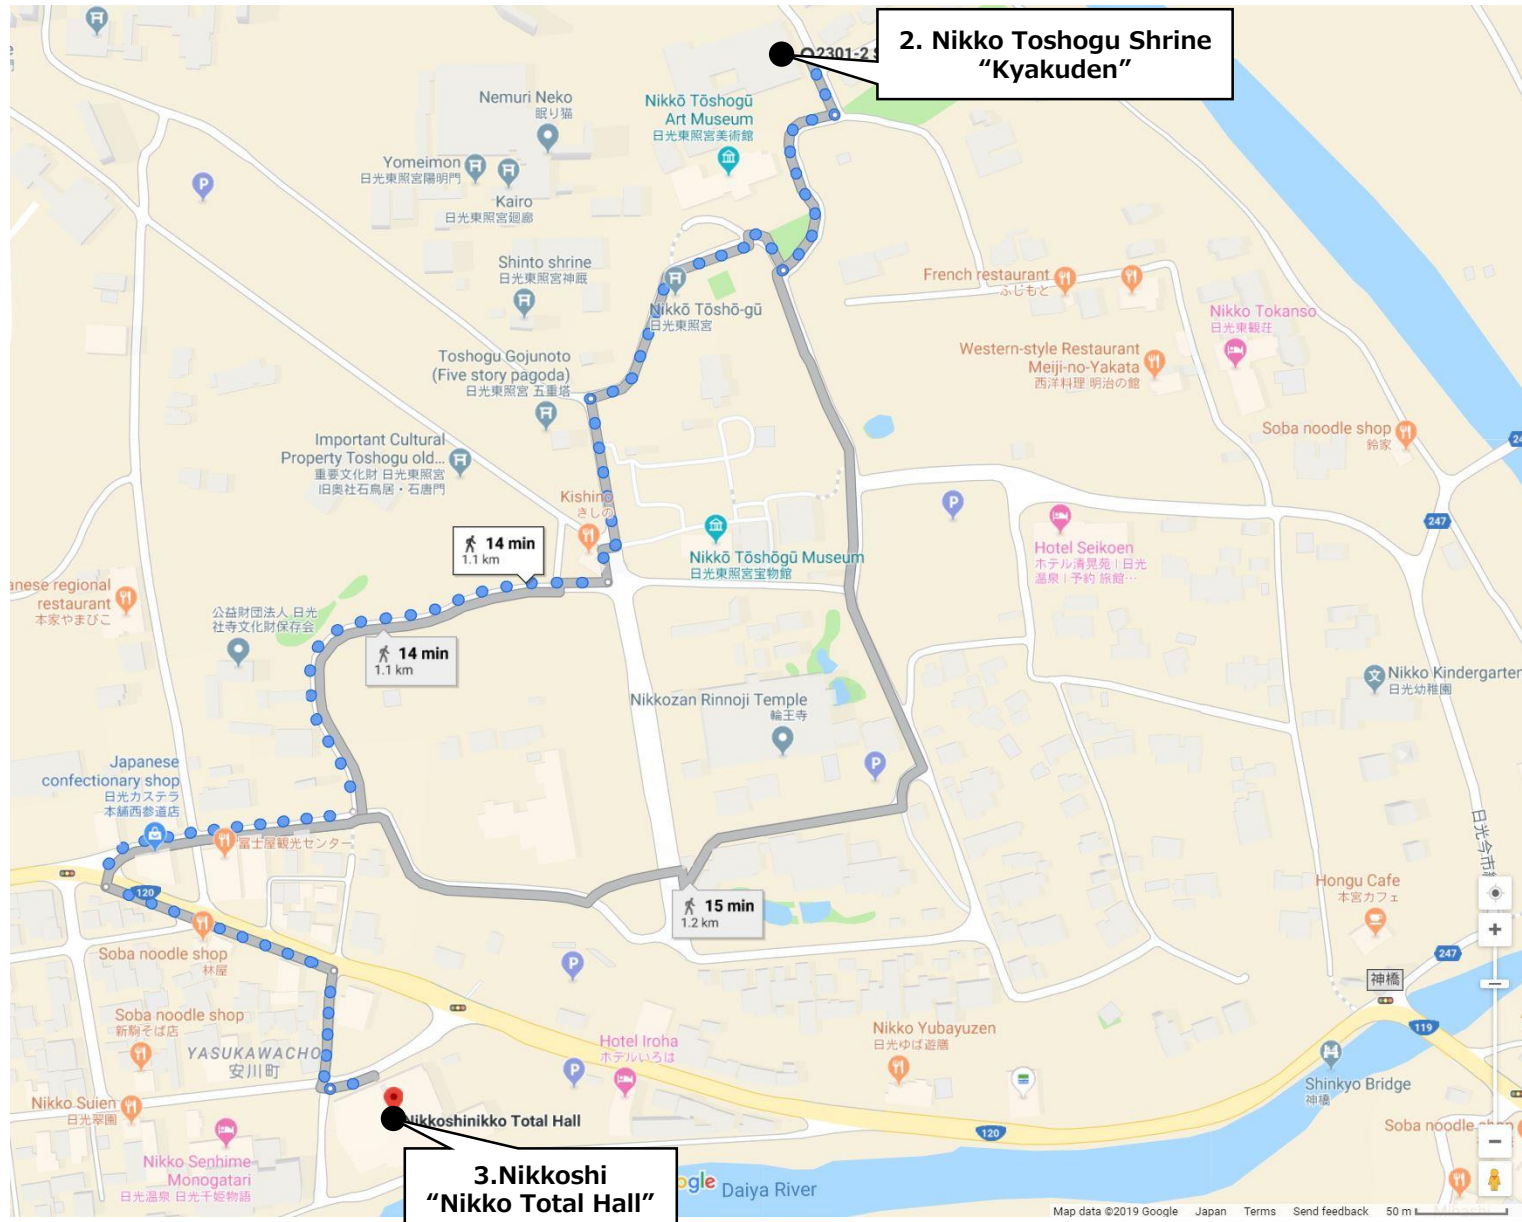 2. Nikko Toshogu Shrine
“Kyakuden”
2301-2 S
Nemuri Neko
眠り猫
Nikkō Tōshogū
Art Museum
日光東照宮美術館
Yomeimon
日光東照宮陽明門
Kairo
日光東照宮廻廊
P
Shinto shrine
日光東照宮神厩
Nikkō Tōshō-gū
日光東照宮
French restaurant
ふじもと
Nikko Tokanso
日光東観荘
Toshogu Gojunoto
(Five story pagoda)
日光東照宮 五重塔
Western-style Restaurant
Meiji-no-Yakata
西洋料理 明治の館
Soba noodle shop
鈴家
24
Important Cultural
Property Toshogu old...
重要文化財 日光東照宮
旧奥社石鳥居・石唐門
Kishino
きしの
P
247
14 min
1.1 km
Nikkō Tōshōgū Museum
日光東照宮宝物館
Hotel Seikoen
ホテル清晃苑 | 日光
温泉 | 予約 旅館…
anese regional
restaurant
本家やまびこ
公益財団法人 日光
社寺文化財保存会
14 min
1.1 km
Nikkozan Rinnoji Temple
輪王寺
Nikko Kindergarten
日光幼稚園
P
Japanese
confectionary shop
日光カステラ
本舗西参道店
冨士屋観光センター
日光今市線
120
15 min
1.2 km
Hongu Cafe
本宮カフェ
Soba noodle shop
林屋
P
247
神橋
Soba noodle shop
新駒そば店
YASUKAWACHO
安川町
Hotel Iroha
ホテルいろは
P
Nikko Yubayuzen
日光ゆば遊膳
119
Shinkyo Bridge
神橋
Nikko Suien
日光翠園
Nikkoshinikko Total Hall
120
Soba noodle shop
Nikko Senhime
Monogatari
日光温泉 日光千姫物語
3.Nikkoshi
“Nikko Total Hall”
ogle
Daiya River
Map data ©2019 Google Japan Terms Send feedback 50 m